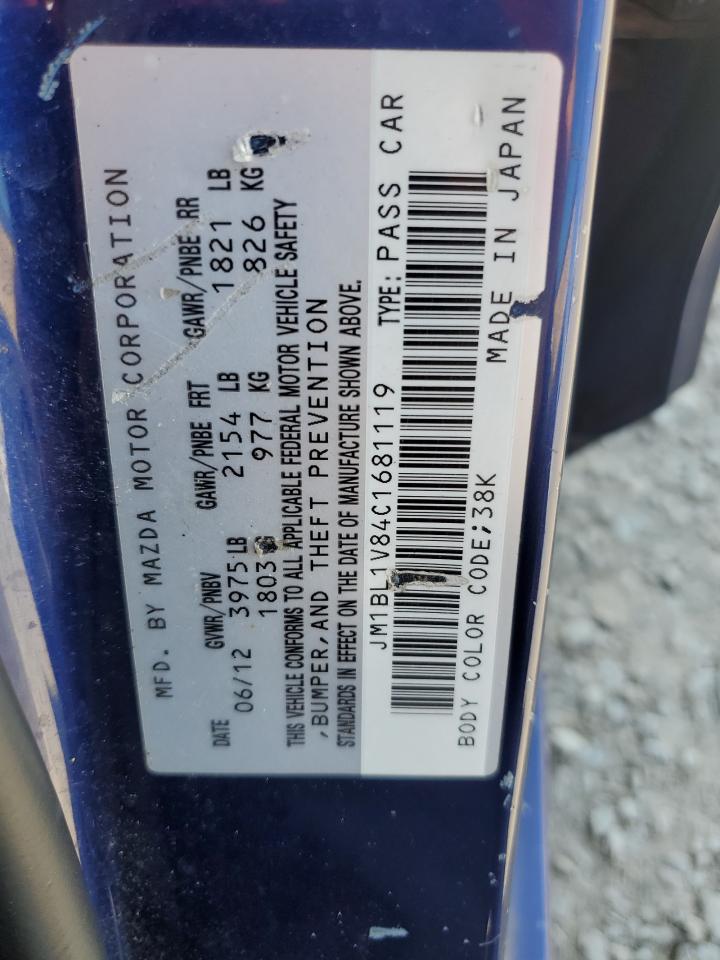 MFD. BY MAZDA MOTOR CORPORATION
GVWR/PNBV GAWR/PNBE FRT GAWR/PNBE RR
DATE 3975 LB 2154 LB 1821 LB
06/12 1803 977 KG 826 KG
THIS VEHICLE CONFORMS TO ALL APPLICABLE FEDERAL MOTOR VEHICLE SAFETY
,BUMPER,AND THEFT PREVENTION
STANDARDS IN EFFECT ON THE DATE OF MANUFACTURE SHOWN ABOVE.
JM1BL1V84C1681119 TYPE: PASS CAR
BODY COLOR CODE;38K MADE IN JAPAN